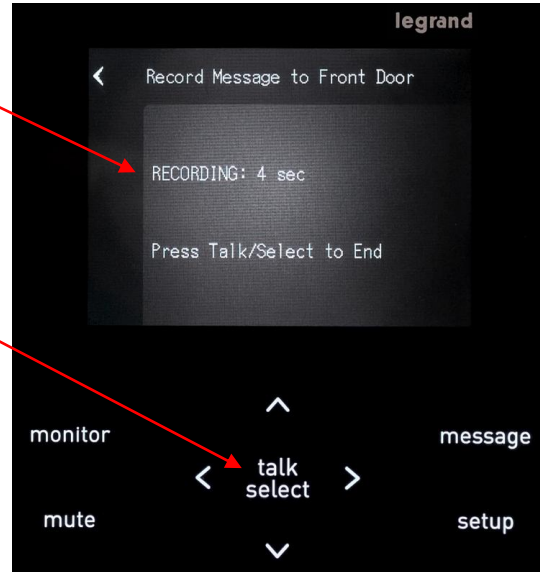 legrand
Record Message to Front Door
RECORDING: 4 sec
Press Talk/Select to End
monitor
message
talk
select
mute
setup